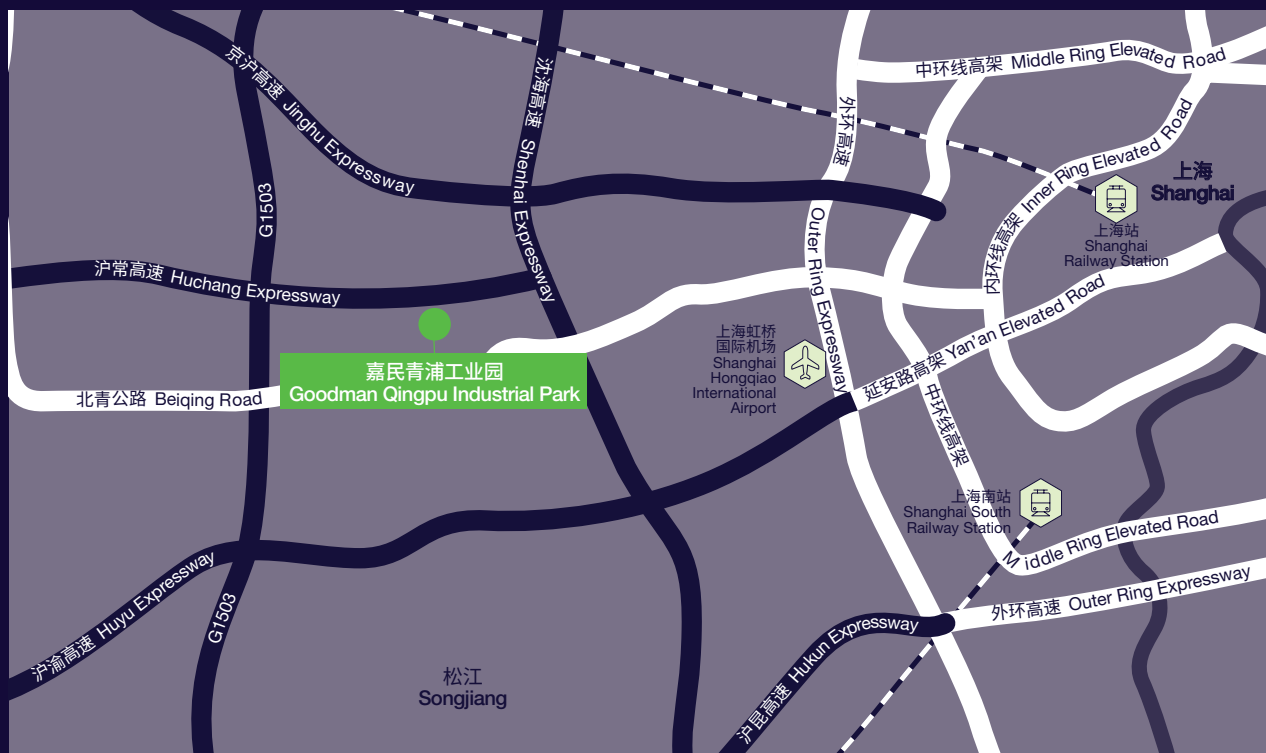 中环线高架 Middle Ring Elevated Road
京沪高速 Jinghu Expressway
沈海高速 Shenhai Expressway
外环高速 Outer Ring Expressway
内环线高架 Inner Ring Elevated Road
上海
Shanghai
上海站
Shanghai
Railway Station
G1503
沪常高速 Huchang Expressway
上海虹桥
国际机场
Shanghai
Hongqiao
International
Airport
延安路高架 Yan'an Elevated Road
嘉民青浦工业园
Goodman Qingpu Industrial Park
北青公路 Beiqing Road
中环线高架 Middle Ring Elevated Road
上海南站
Shanghai South
Railway Station
外环高速 Outer Ring Expressway
沪渝高速 Huyu Expressway
G1503
沪昆高速 Hukun Expressway
松江
Songjiang